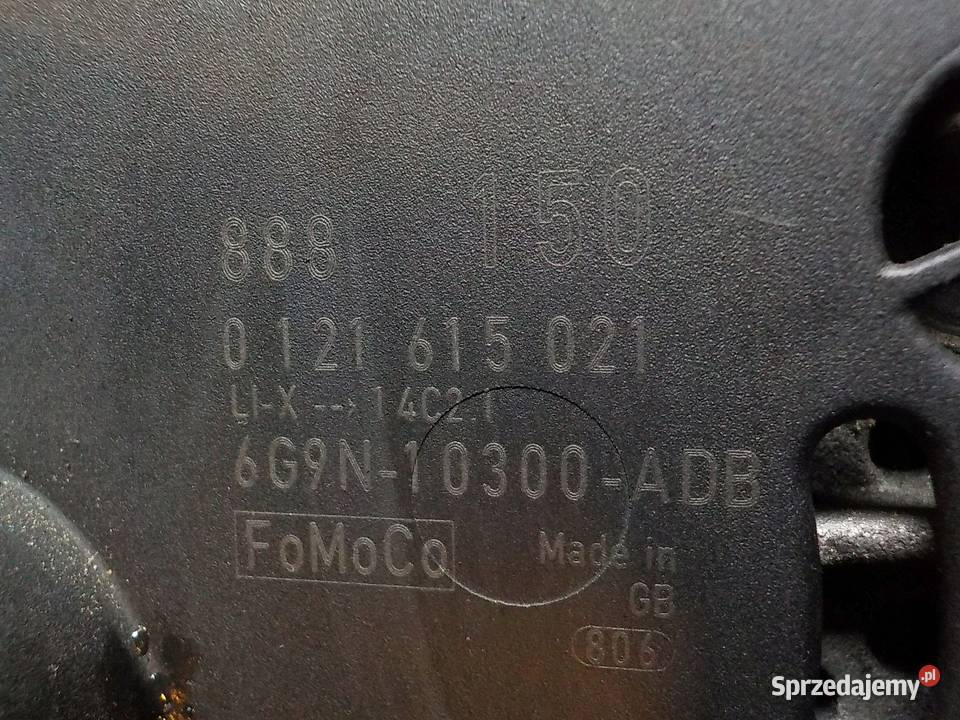 888 150
0 121 615 021
LI-X --> 14C2.1
6G9N-10300-ADB
FoMoCo
Made in
GB
806
Sprzedajemy.pl